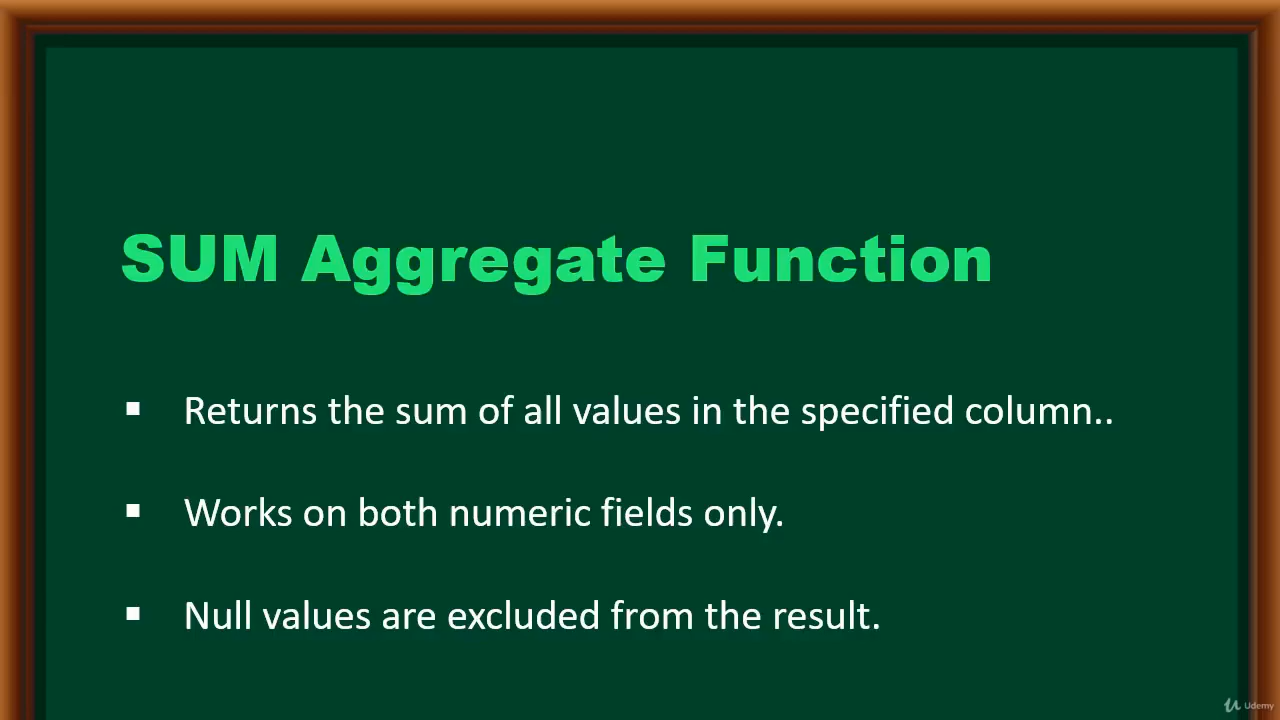 SUM Aggregate Function
▪ Returns the sum of all values in the specified column..
▪ Works on both numeric fields only.
▪ Null values are excluded from the result.
Udemy